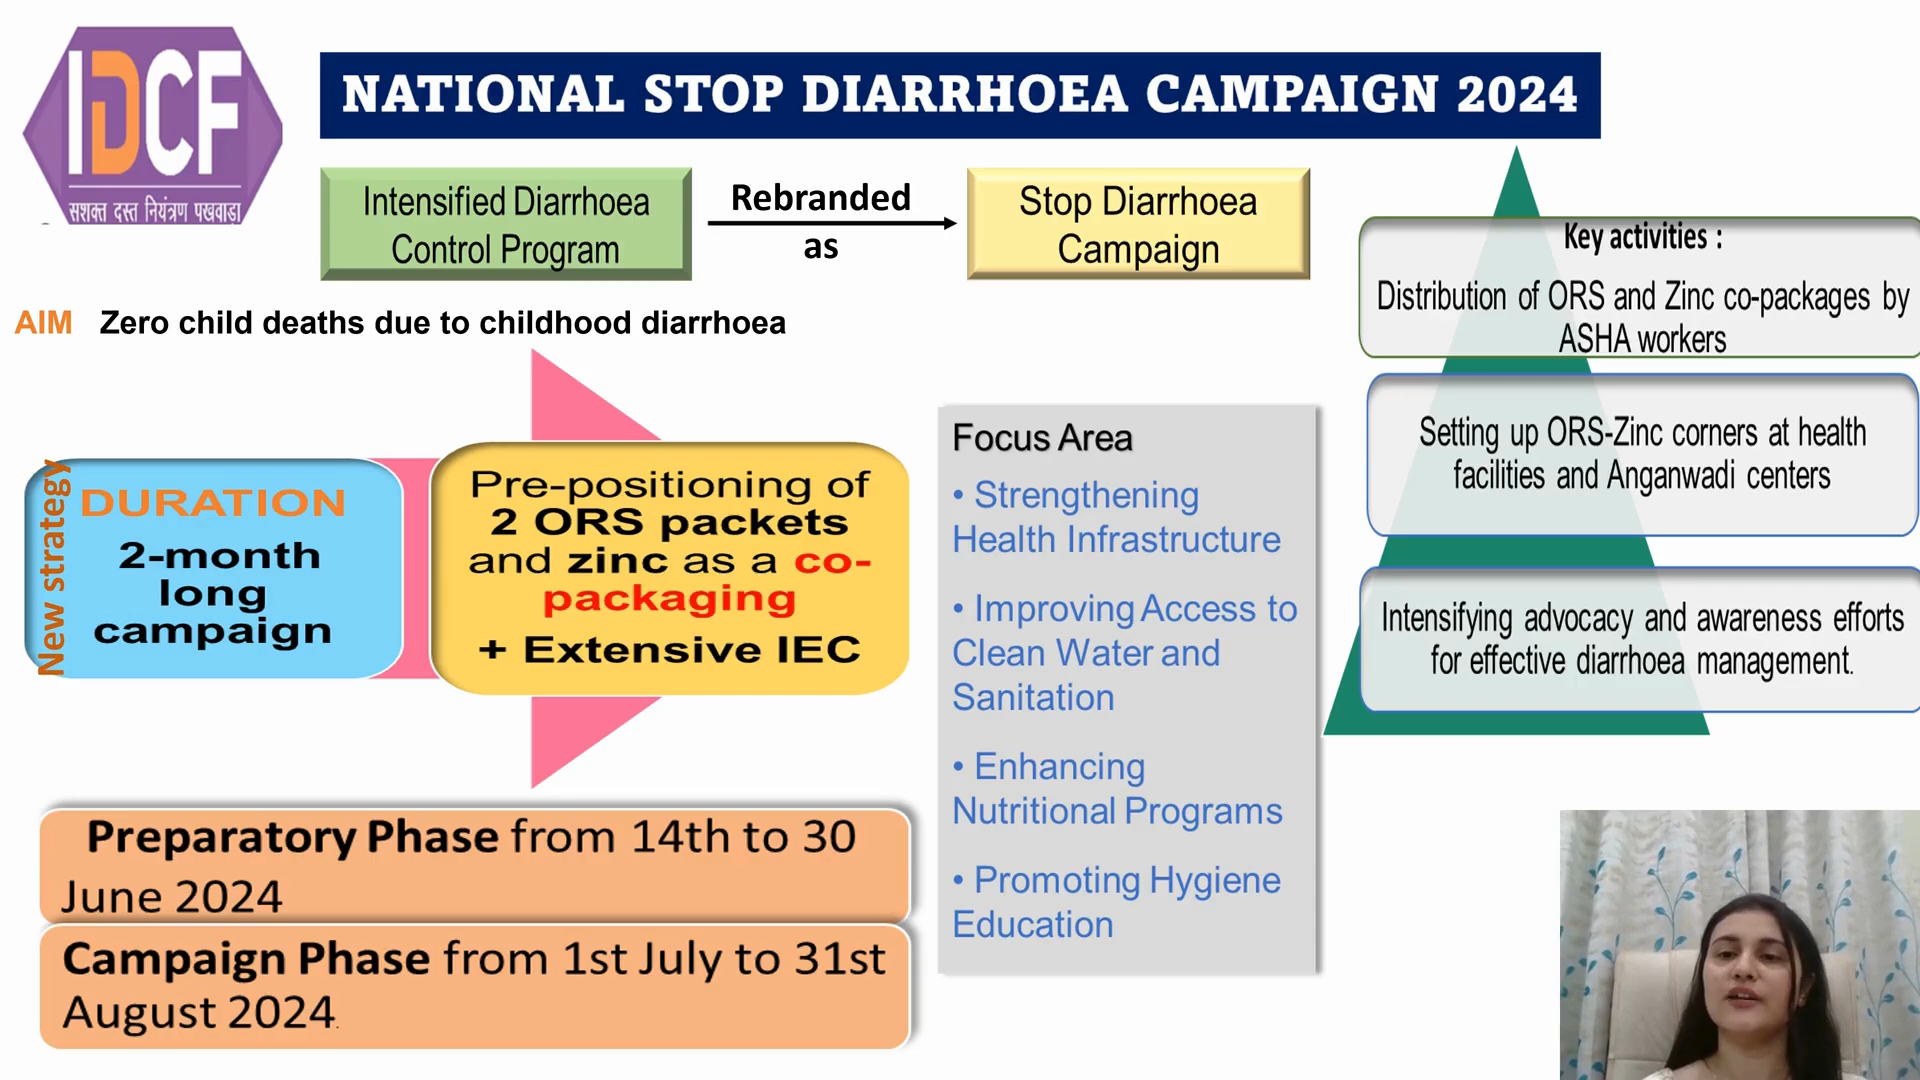 IDCF
सशक्त दस्त नियंत्रण पखवाडा
NATIONAL STOP DIARRHOEA CAMPAIGN 2024
Intensified Diarrhoea
Control Program
Rebranded
as
Stop Diarrhoea
Campaign
AIM Zero child deaths due to childhood diarrhoea
New strategy
DURATION
2-month
long
campaign
Pre-positioning of
2 ORS packets
and zinc as a co-
packaging
+ Extensive IEC
Preparatory Phase from 14th to 30
June 2024
Campaign Phase from 1st July to 31st
August 2024.
Focus Area
• Strengthening
Health Infrastructure
• Improving Access to
Clean Water and
Sanitation
• Enhancing
Nutritional Programs
• Promoting Hygiene
Education
Key activities :
Distribution of ORS and Zinc co-packages by
ASHA workers
Setting up ORS-Zinc corners at health
facilities and Anganwadi centers
Intensifying advocacy and awareness efforts
for effective diarrhoea management.